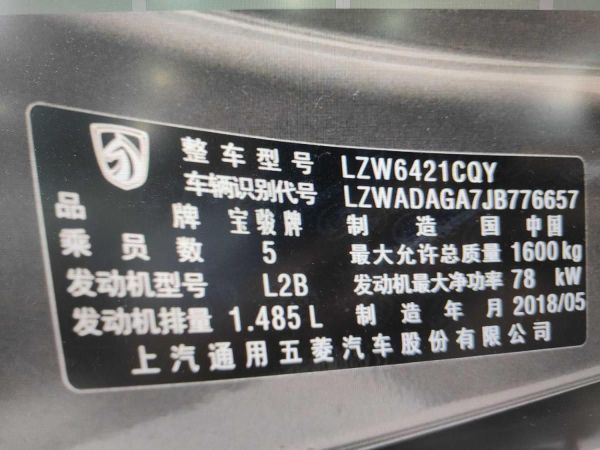 整车型号 LZW6421CQY
车辆识别代号 LZWADAGA7JB776657
品牌 宝骏牌 制造国 中国
乘员数 5 最大允许总质量 1600kg
发动机型号 L2B 发动机最大净功率 78 kW
发动机排量 1.485L 制造年月 2018/05
上汽通用五菱汽车股份有限公司